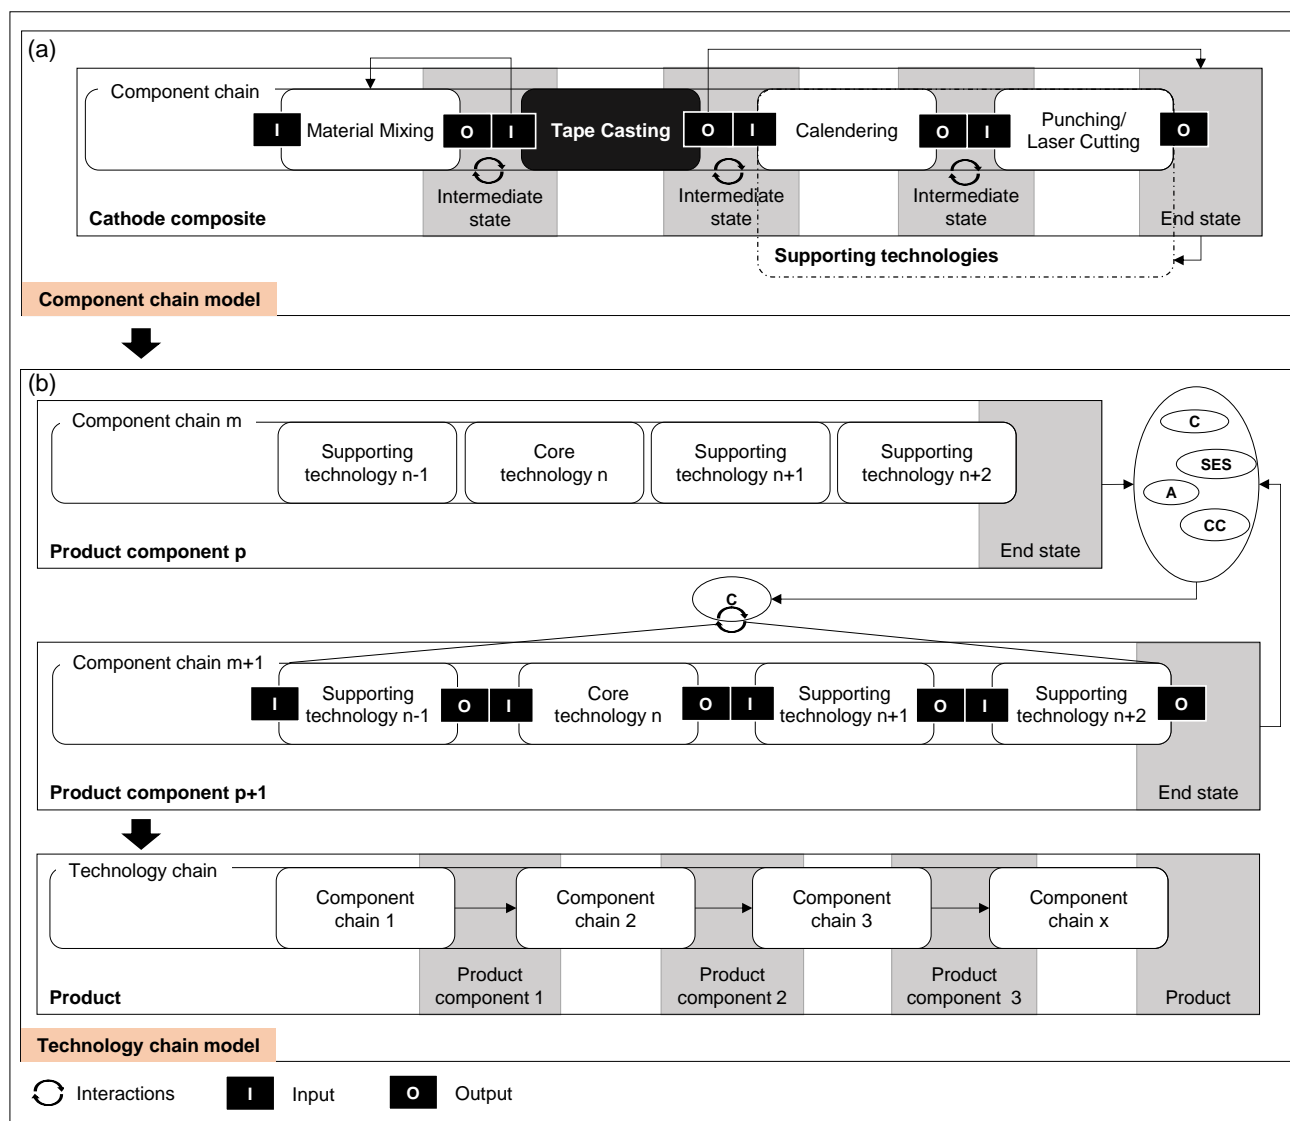 (a)
Component chain
I
Material Mixing
O
I
Tape Casting
O
I
Calendering
O
I
Punching/
Laser Cutting
O
Intermediate
state
Intermediate
state
Intermediate
state
End state
Cathode composite
Supporting technologies
Component chain model
(b)
Component chain m
Supporting
technology n-1
Core
technology n
Supporting
technology n+1
Supporting
technology n+2
Product component p
End state
C
SES
A
CC
C
Component chain m+1
I
Supporting
technology n-1
O
I
Core
technology n
O
I
Supporting
technology n+1
O
I
Supporting
technology n+2
O
Product component p+1
End state
Technology chain
Component
chain 1
Component
chain 2
Component
chain 3
Component
chain x
Product
component 1
Product
component 2
Product
component 3
Product
Product
Technology chain model
Interactions
I
Input
O
Output